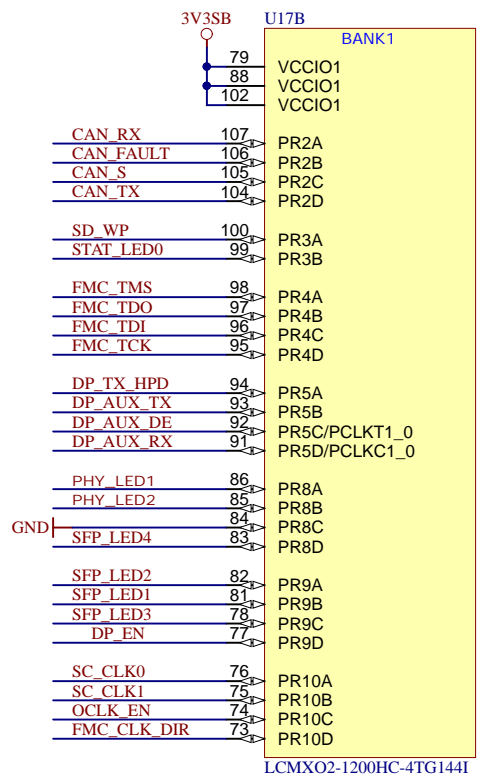 3V3SB U17B
BANK1
79 VCCIO1
88 VCCIO1
102 VCCIO1
CAN_RX 107 PR2A
CAN_FAULT 106 PR2B
CAN_S 105 PR2C
CAN_TX 104 PR2D
SD_WP 100 PR3A
STAT_LED0 99 PR3B
FMC_TMS 98 PR4A
FMC_TDO 97 PR4B
FMC_TDI 96 PR4C
FMC_TCK 95 PR4D
DP_TX_HPD 94 PR5A
DP_AUX_TX 93 PR5B
DP_AUX_DE 92 PR5C/PCLKT1_0
DP_AUX_RX 91 PR5D/PCLKC1_0
PHY_LED1 86 PR8A
PHY_LED2 85 PR8B
GND 84 PR8C
SFP_LED4 83 PR8D
SFP_LED2 82 PR9A
SFP_LED1 81 PR9B
SFP_LED3 78 PR9C
DP_EN 77 PR9D
SC_CLK0 76 PR10A
SC_CLK1 75 PR10B
OCLK_EN 74 PR10C
FMC_CLK_DIR 73 PR10D
LCMXO2-1200HC-4TG144I